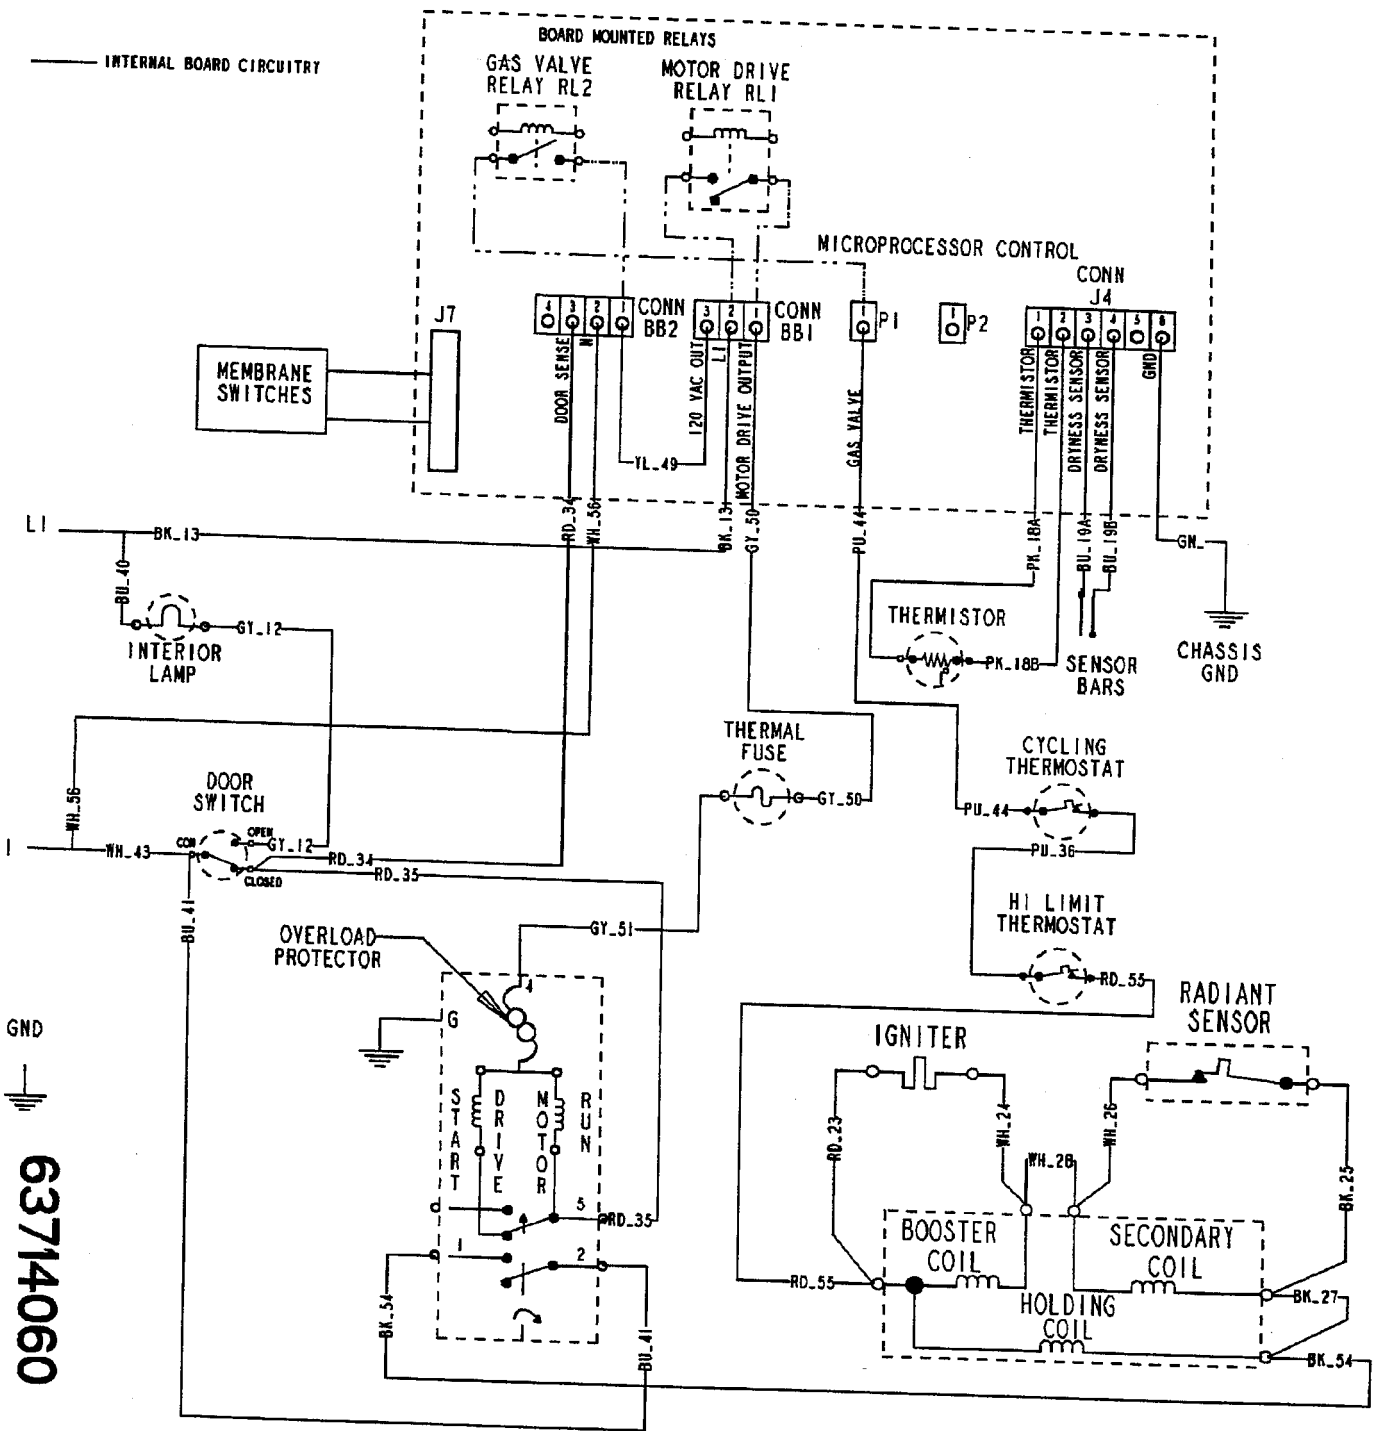 BOARD MOUNTED RELAYS
INTERNAL BOARD CIRCUITRY
GAS VALVE
RELAY RL2
MOTOR DRIVE
RELAY RL1
MICROPROCESSOR CONTROL
CONN
J4
J7
4 3 2 1
CONN
BB2
3 2 1
CONN
BB1
1
P1
1
P2
1 2 3 4 5 6
MEMBRANE
SWITCHES
DOOR SENSE
N
120 VAC OUT
L1
MOTOR DRIVE OUTPUT
GAS VALVE
THERMISTOR
THERMISTOR
DRYNESS SENSOR
DRYNESS SENSOR
GND
YL_49
L1
BK_13
RD_34
WH_56
BK_13
GY_50
PU_44
PK_18A
BU_19A
BU_19B
GN_
BU_40
GY_12
INTERIOR
LAMP
THERMISTOR
PK_18B
SENSOR
BARS
CHASSIS
GND
THERMAL
FUSE
GY_50
CYCLING
THERMOSTAT
PU_44
PU_36
DOOR
SWITCH
WH_56
COM
OPEN
GY_12
WH_43
CLOSED
RD_34
RD_35
BU_41
HI LIMIT
THERMOSTAT
RD_55
OVERLOAD
PROTECTOR
GY_51
4
G
GND
RADIANT
SENSOR
IGNITER
START
DRIVE
MOTOR
RUN
RD_23
WH_24
WH_28
WH_26
BK_25
5
RD_35
1
2
BOOSTER
COIL
SECONDARY
COIL
RD_55
HOLDING
COIL
BK_27
BK_54
BK_54
BU_41
63714060